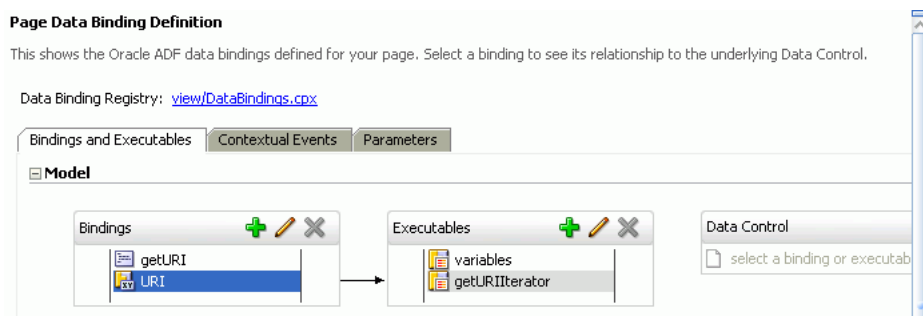 Page Data Binding Definition
This shows the Oracle ADF data bindings defined for your page. Select a binding to see its relationship to the underlying Data Control.
Data Binding Registry: view/DataBindings.cpx
Bindings and Executables Contextual Events Parameters
Model
Bindings Executables Data Control
getURI variables select a binding or executab
URI getURIIterator